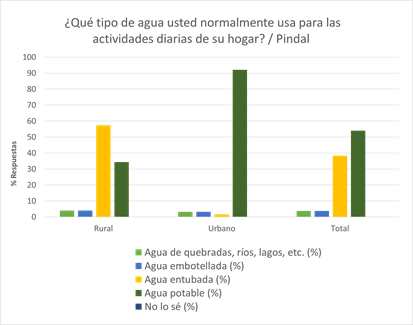 ¿Qué tipo de agua usted normalmente usa para las
actividades diarias de su hogar? / Pindal
100
90
80
70
60
50
40
30
20
10
0
% Respuestas
Rural
Urbano
Total
Agua de quebradas, ríos, lagos, etc. (%)
Agua embotellada (%)
Agua entubada (%)
Agua potable (%)
No lo sé (%)